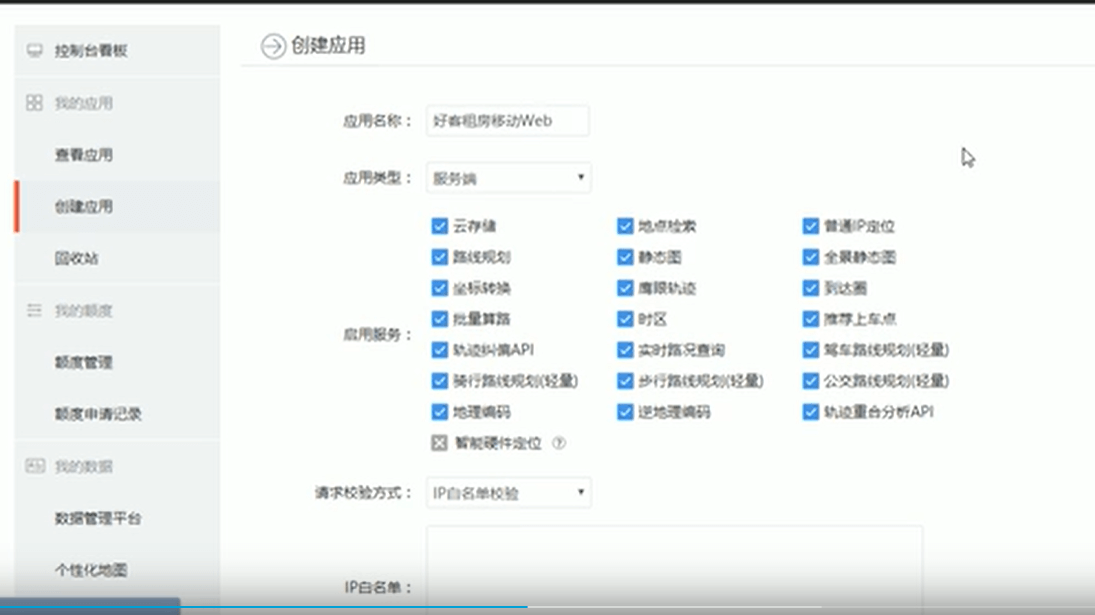 控制台看板
我的应用
查看应用
创建应用
回收站
我的额度
额度管理
额度申请记录
我的数据
数据管理平台
个性化地图
创建应用
应用名称： 好客租房移动Web
应用类型： 服务端
启用服务：
云存储 地点检索 普通IP定位
路线规划 静态图 全景静态图
坐标转换 鹰眼轨迹 到达圈
批量算路 时区 推荐上车点
轨迹纠偏API 实时路况查询 驾车路线规划(轻量)
骑行路线规划(轻量) 步行路线规划(轻量) 公交路线规划(轻量)
地理编码 逆地理编码 轨迹重合分析API
智能硬件定位 ?
请求校验方式： IP白名单校验
IP白名单：